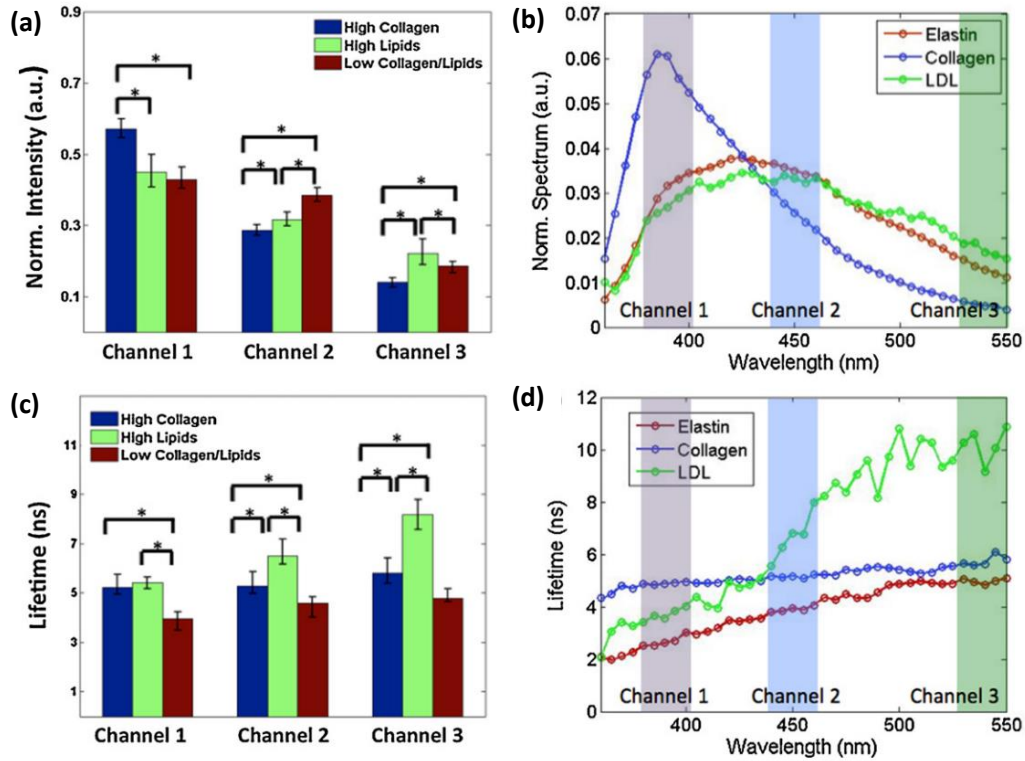 (a)
Norm. Intensity (a.u.)
0.9
0.7
0.5
0.3
0.1
High Collagen
High Lipids
Low Collagen/Lipids
*
*
*
*
*
*
*
*
Channel 1
Channel 2
Channel 3
(b)
Norm. Spectrum (a.u.)
0.07
0.06
0.05
0.04
0.03
0.02
0.01
0
Elastin
Collagen
LDL
Channel 1
Channel 2
Channel 3
400
450
500
550
Wavelength (nm)
(c)
Lifetime (ns)
11
9
7
5
3
1
High Collagen
High Lipids
Low Collagen/Lipids
*
*
*
*
*
*
*
*
Channel 1
Channel 2
Channel 3
(d)
Lifetime (ns)
12
10
8
6
4
2
0
Elastin
Collagen
LDL
Channel 1
Channel 2
Channel 3
400
450
500
550
Wavelength (nm)